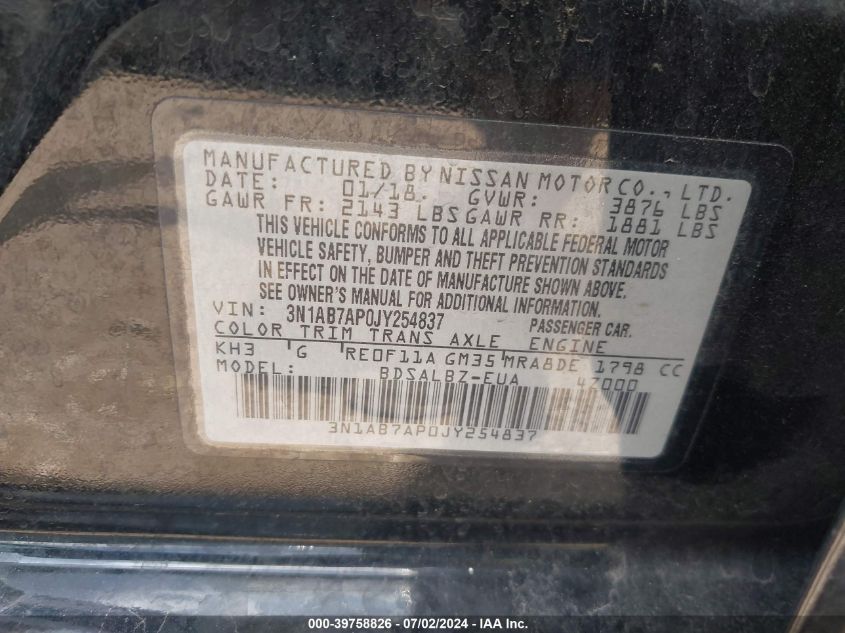 MANUFACTURED BY NISSAN MOTOR CO., LTD.
DATE: 01/18. GVWR: 3876 LBS
GAWR FR: 2143 LBS GAWR RR: 1881 LBS
THIS VEHICLE CONFORMS TO ALL APPLICABLE FEDERAL MOTOR
VEHICLE SAFETY, BUMPER AND THEFT PREVENTION STANDARDS
IN EFFECT ON THE DATE OF MANUFACTURE SHOWN ABOVE.
SEE OWNER'S MANUAL FOR ADDITIONAL INFORMATION.
VIN: 3N1AB7AP0JY254837 PASSENGER CAR.
COLOR TRIM TRANS AXLE ENGINE
KH3 'G RE0F11A GM35'MRA8DE 1798 CC
MODEL: BDSALBZ-EUA 47000
3N1AB7AP0JY254837
000-39758826 - 07/02/2024 - IAA Inc.